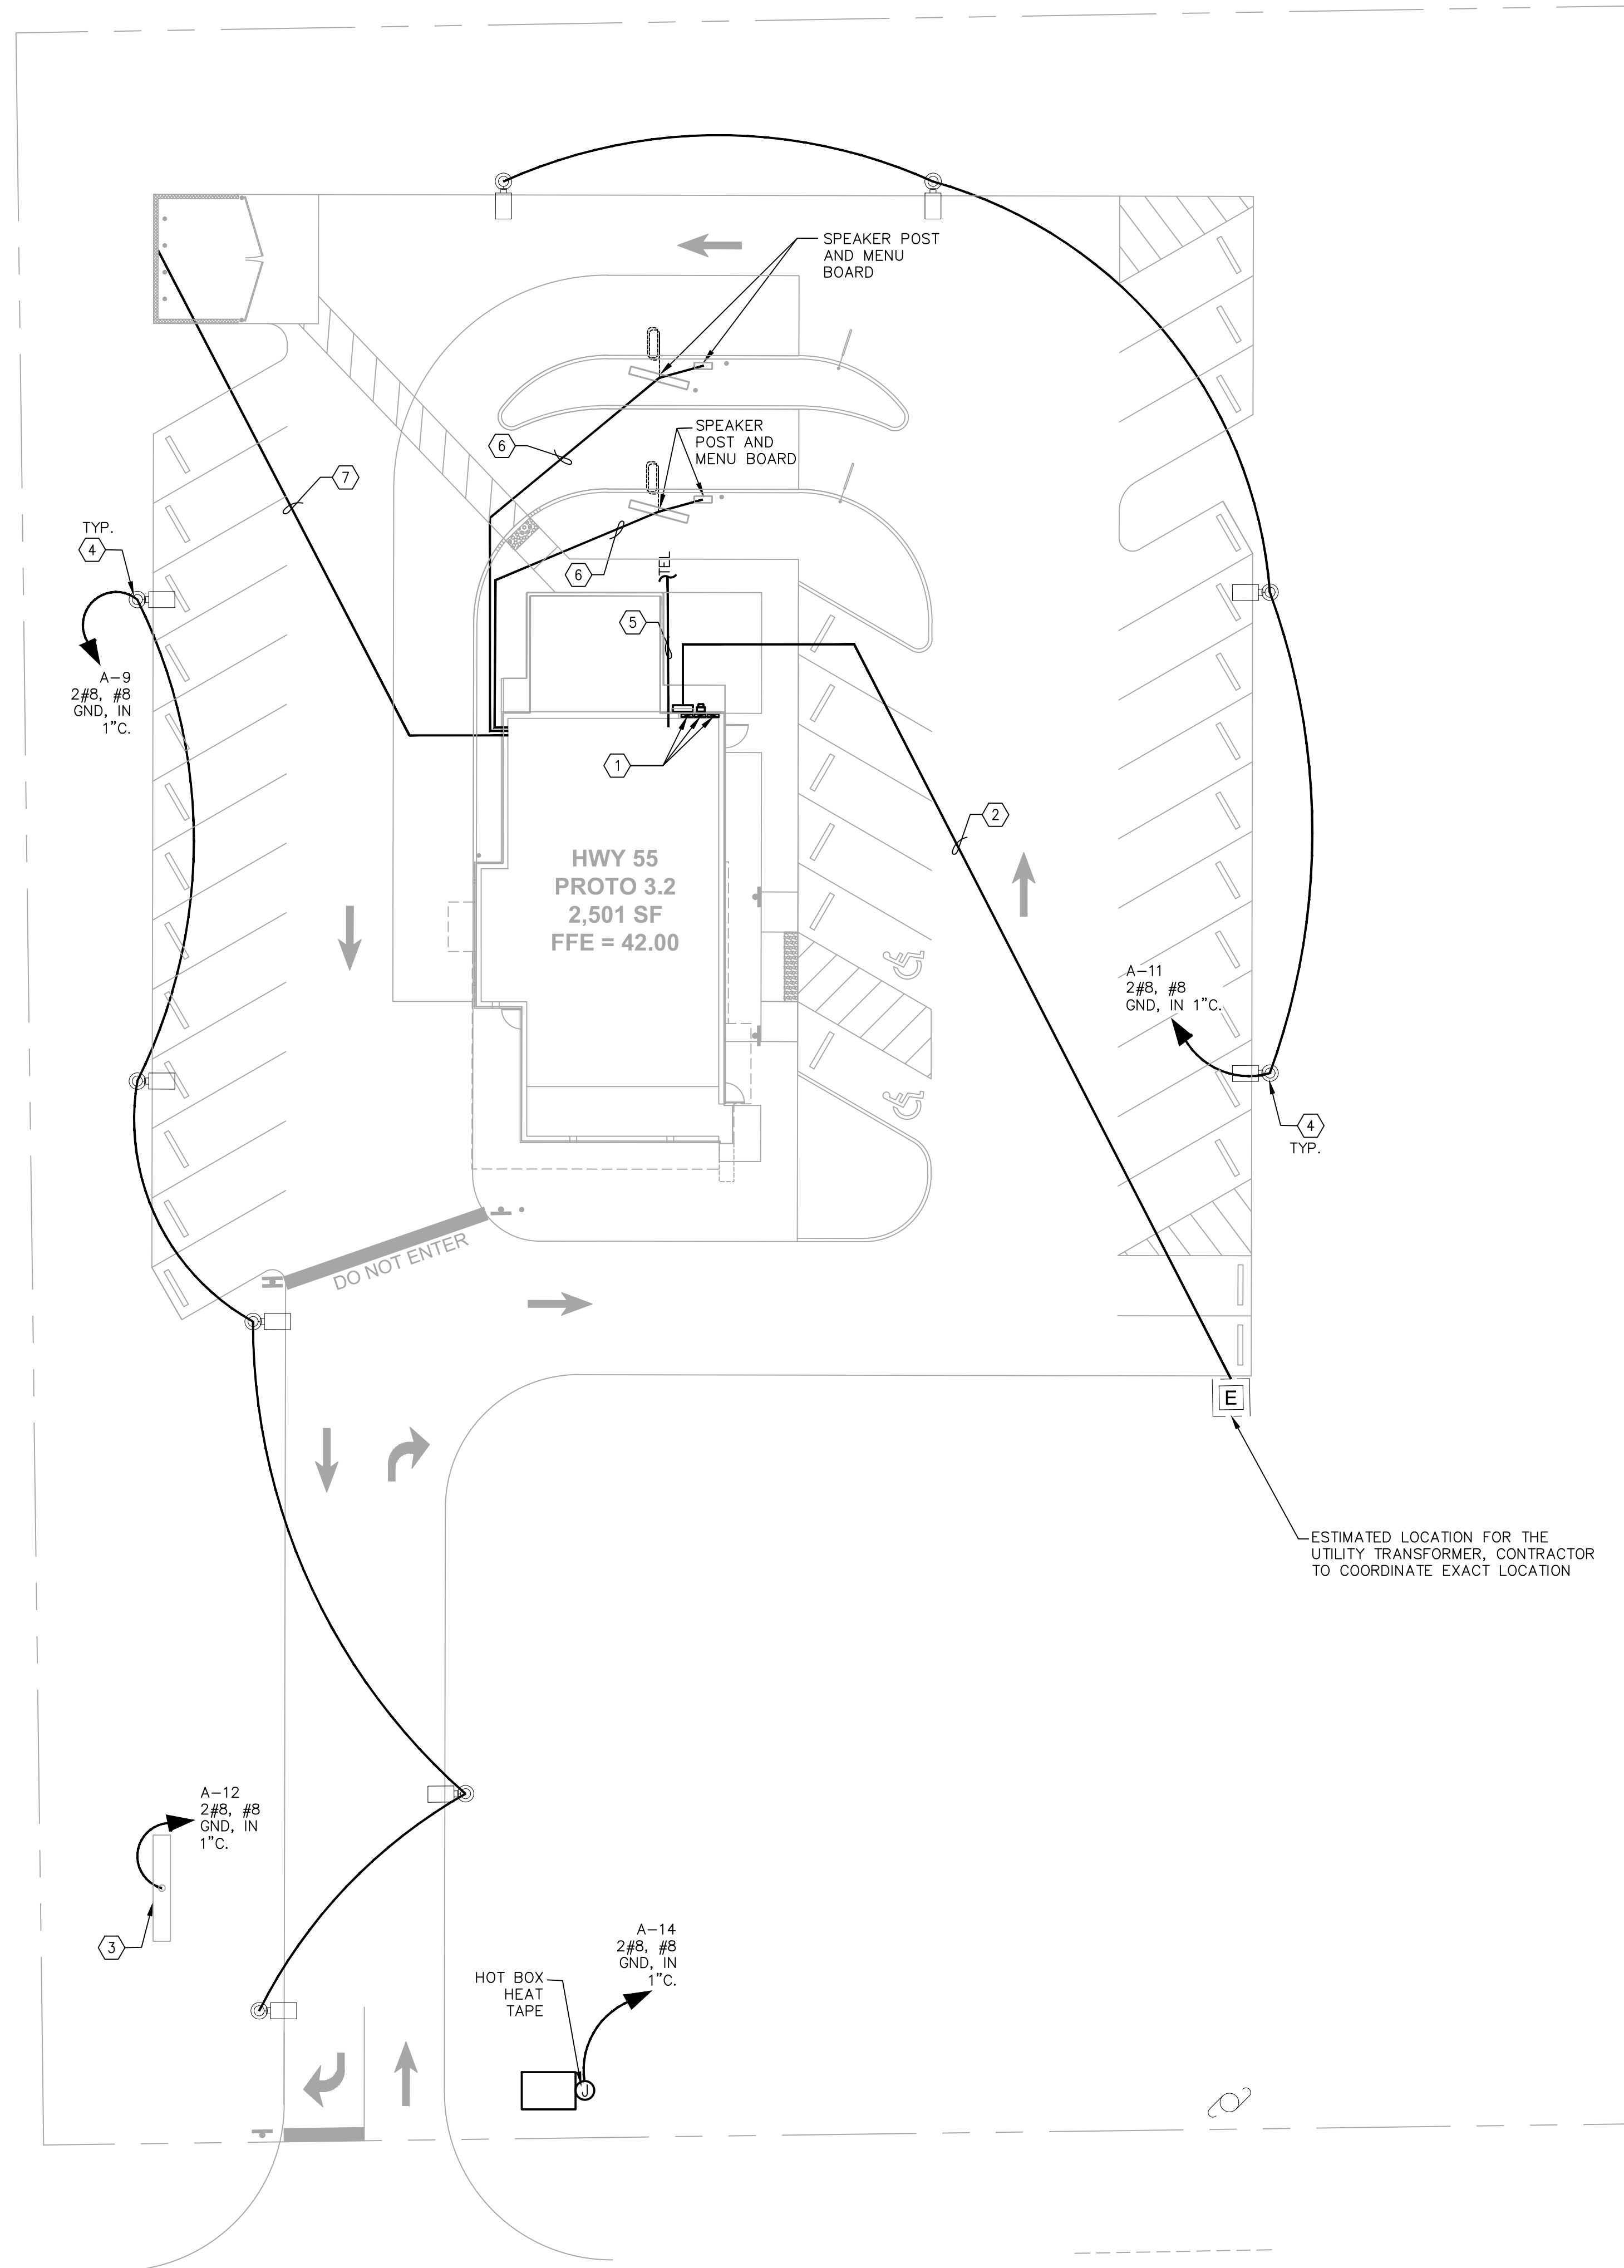 SPEAKER POST
AND MENU
BOARD
SPEAKER
POST AND
MENU BOARD
6
7
TYP.
4
6
TEL
5
A-9
2#8, #8
GND, IN
1"C.
1
2
HWY 55
PROTO 3.2
2,501 SF
FFE = 42.00
A-11
2#8, #8
GND, IN 1"C.
4
TYP.
DO NOT ENTER
E
ESTIMATED LOCATION FOR THE
UTILITY TRANSFORMER, CONTRACTOR
TO COORDINATE EXACT LOCATION
A-12
2#8, #8
GND, IN
1"C.
3
A-14
2#8, #8
GND, IN
1"C.
HOT BOX
HEAT
TAPE
J